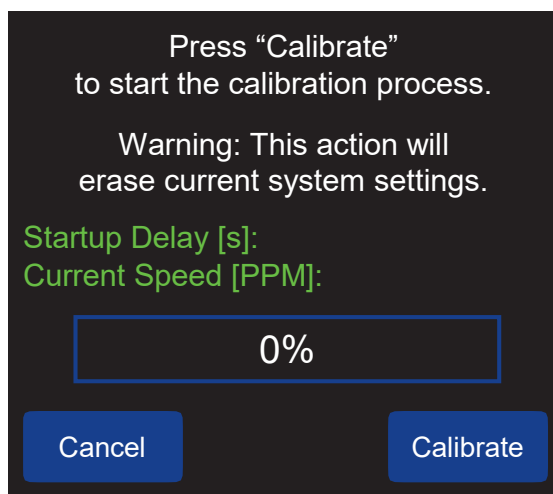 Press “Calibrate”
to start the calibration process.
Warning: This action will
erase current system settings.
Startup Delay [s]:
Current Speed [PPM]:
0%
Cancel
Calibrate